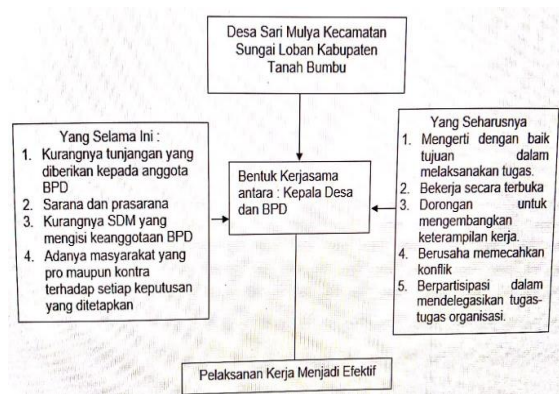 Desa Sari Mulya Kecamatan
Sungai Loban Kabupaten
Tanah Bumbu
Yang Selama Ini :
1. Kurangnya tunjangan yang
diberikan kepada anggota
BPD
2. Sarana dan prasarana
3. Kurangnya SDM yang
mengisi keanggotaan BPD
4. Adanya masyarakat yang
pro maupun kontra
terhadap setiap keputusan
yang ditetapkan
Bentuk Kerjasama
antara : Kepala Desa
dan BPD
Yang Seharusnya
1. Mengerti dengan baik
tujuan dalam
melaksanakan tugas.
2. Bekerja secara terbuka
3. Dorongan untuk
mengembangkan
keterampilan kerja.
4. Berusaha memecahkan
konflik
5. Berpartisipasi dalam
mendelegasikan tugas-
tugas organisasi.
Pelaksanan Kerja Menjadi Efektif